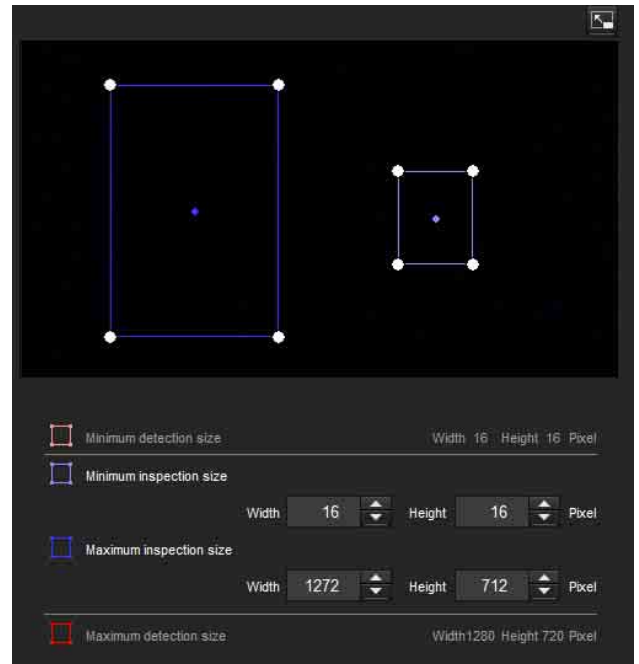 Minimum detection size Width 16 Height 16 Pixel
Minimum inspection size
Width 16 Height 16 Pixel
Maximum inspection size
Width 1272 Height 712 Pixel
Maximum detection size Width1280 Height 720 Pixel